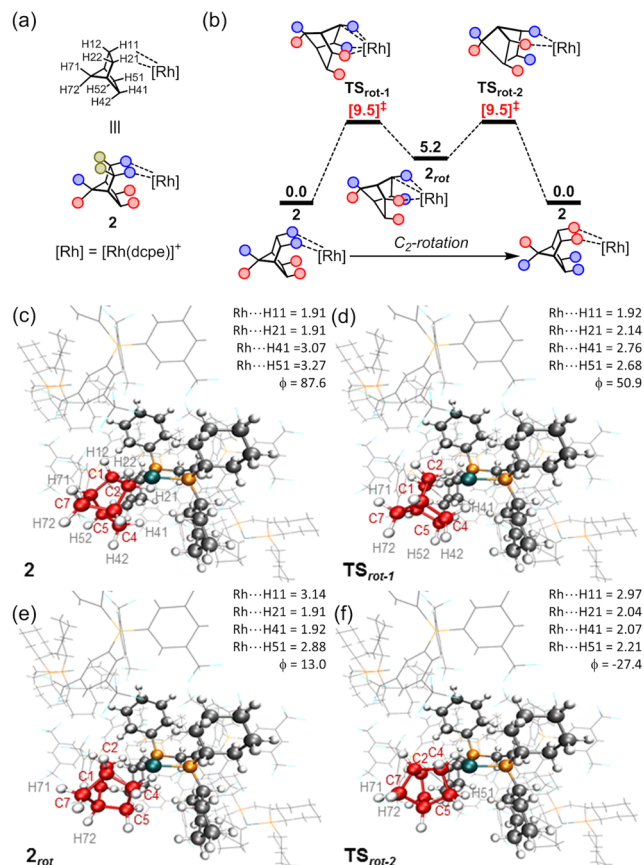 (a)
H12 H11
H22 H21
H71
[Rh]
H51
H72 H52 H41
H42
[Rh]
2
[Rh] = [Rh(dcpe)]⁺
(b)
[Rh]
[Rh]
TSrot-1
TSrot-2
[9.5]‡
[9.5]‡
5.2
2rot
0.0
2
0.0
2
[Rh]
[Rh]
C2-rotation
[Rh]
(c)
Rh···H11 = 1.91
Rh···H21 = 1.91
Rh···H41 =3.07
Rh···H51 = 3.27
ϕ = 87.6
H12
H22
H71
C1
C2
H21
C7
C5
C4
H41
H72
H52
H42
2
(d)
Rh···H11 = 1.92
Rh···H21 = 2.14
Rh···H41 = 2.76
Rh···H51 = 2.68
ϕ = 50.9
C2
H71
C1
H41
C7
C5
C4
H72
H52
H42
TSrot-1
(e)
Rh···H11 = 3.14
Rh···H21 = 1.91
Rh···H41 = 1.92
Rh···H51 = 2.88
ϕ = 13.0
C2
C1
H71
C7
C4
C5
H72
2rot
(f)
Rh···H11 = 2.97
Rh···H21 = 2.04
Rh···H41 = 2.07
Rh···H51 = 2.21
ϕ = -27.4
C2 C4
C7
H71
H51
H72
C5
TSrot-2